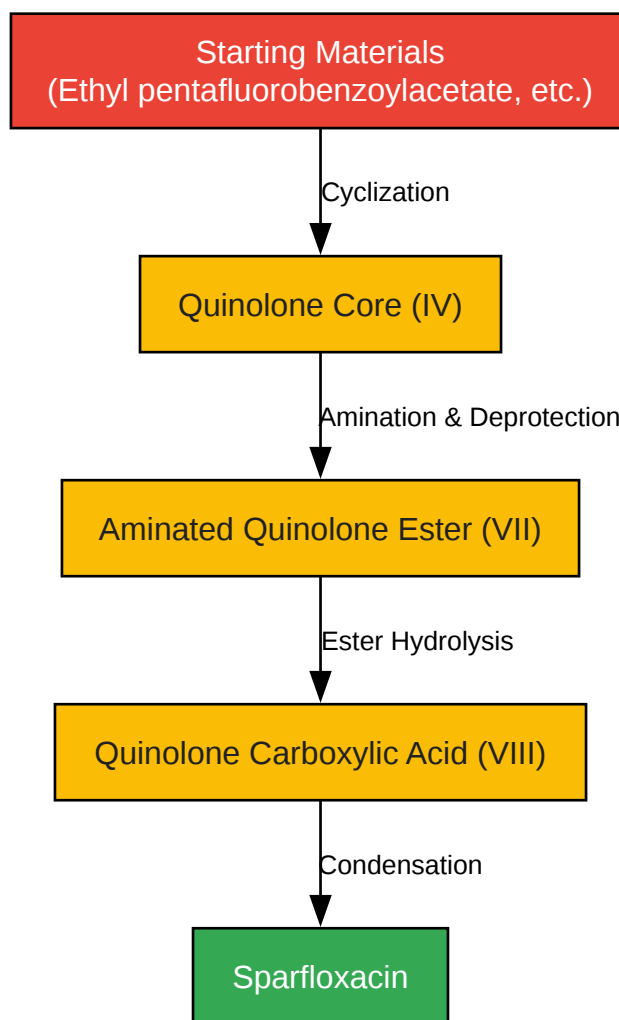 Starting Materials
(Ethyl pentafluorobenzoylacetate, etc.)
Cyclization
Quinolone Core (IV)
Amination & Deprotection
Aminated Quinolone Ester (VII)
Ester Hydrolysis
Quinolone Carboxylic Acid (VIII)
Condensation
Sparfloxacin